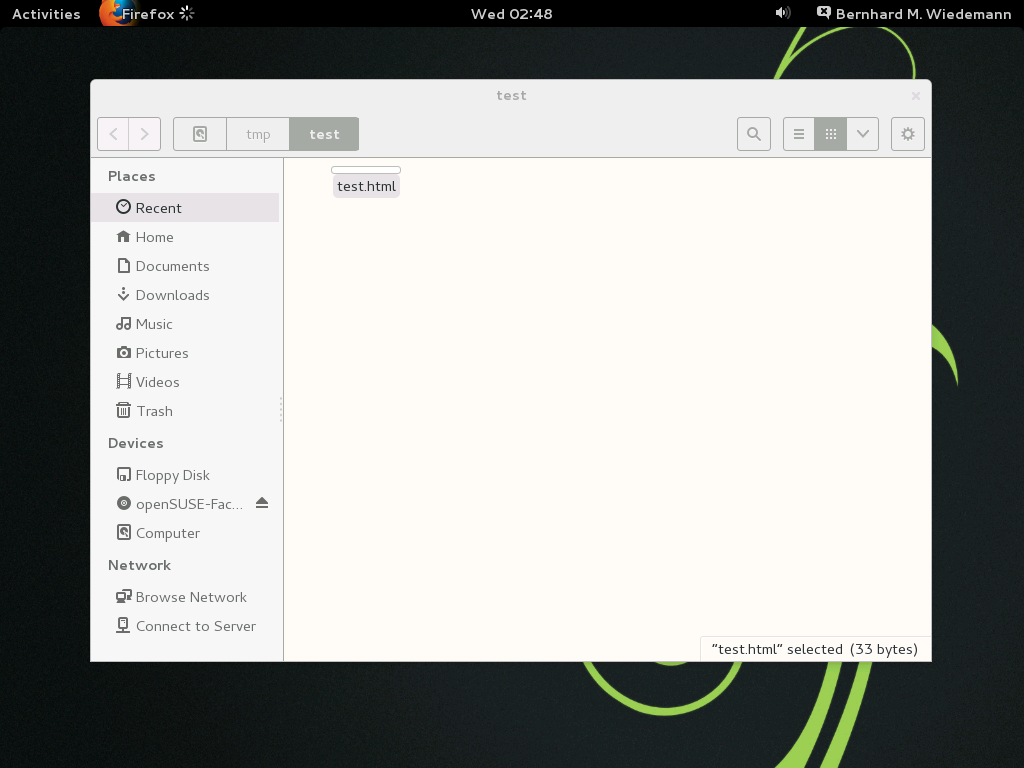 Activities Firefox Wed 02:48 Bernhard M. Wiedemann
test
tmp test
Places
Recent
Home
Documents
Downloads
Music
Pictures
Videos
Trash
Devices
Floppy Disk
openSUSE-Fac...
Computer
Network
Browse Network
Connect to Server
test.html
"test.html" selected (33 bytes)